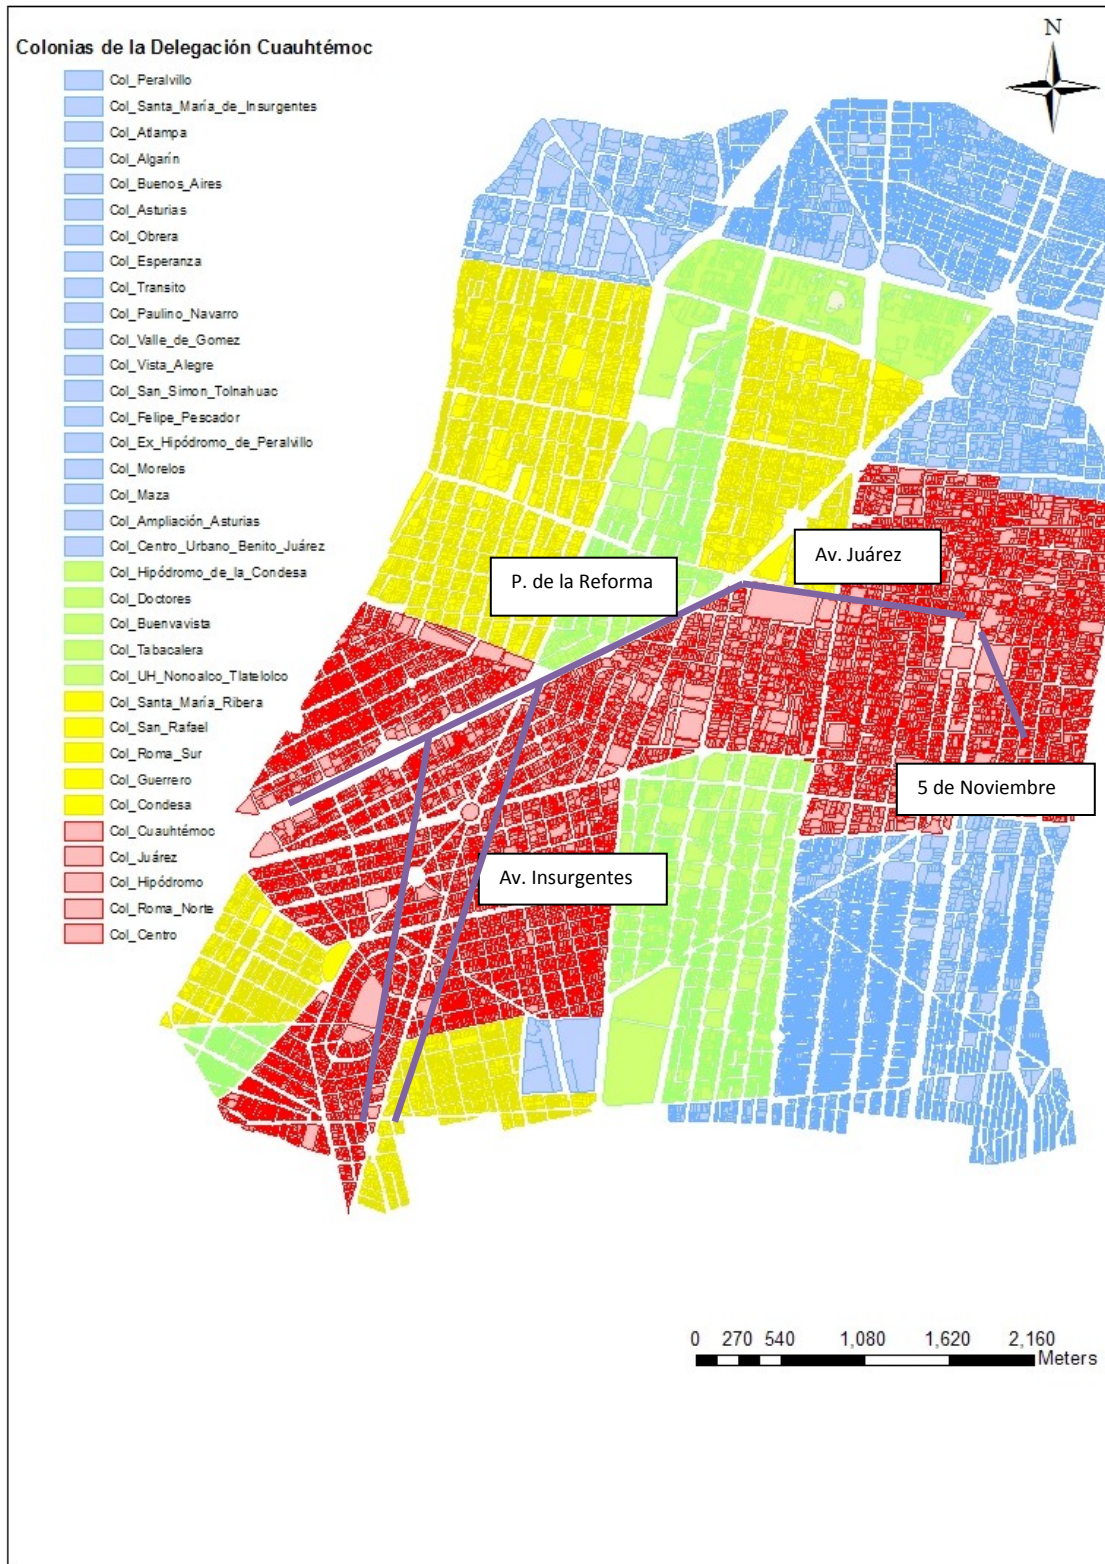 N
Colonias de la Delegación Cuauhtémoc
Col_Peralvillo
Col_Santa_María_de_Insurgentes
Col_Atlampa
Col_Algarín
Col_Buenos_Aires
Col_Asturias
Col_Obrera
Col_Esperanza
Col_Transito
Col_Paulino_Navarro
Col_Valle_de_Gomez
Col_Vista_Alegre
Col_San_Simon_Tolnahuac
Col_Felipe_Pescador
Col_Ex_Hipódromo_de_Peralvillo
Col_Morelos
Col_Maza
Col_Ampliación_Asturias
Col_Centro_Urbano_Benito_Juárez
Col_Hipódromo_de_la_Condesa
Col_Doctores
Col_Buenvavista
Col_Tabacalera
Col_UH_Nonoalco_Tlatelolco
Col_Santa_María_Ribera
Col_San_Rafael
Col_Roma_Sur
Col_Guerrero
Col_Condesa
Col_Cuauhtémoc
Col_Juárez
Col_Hipódromo
Col_Roma_Norte
Col_Centro
Av. Juárez
P. de la Reforma
5 de Noviembre
Av. Insurgentes
0 270 540 1,080 1,620 2,160
Meters